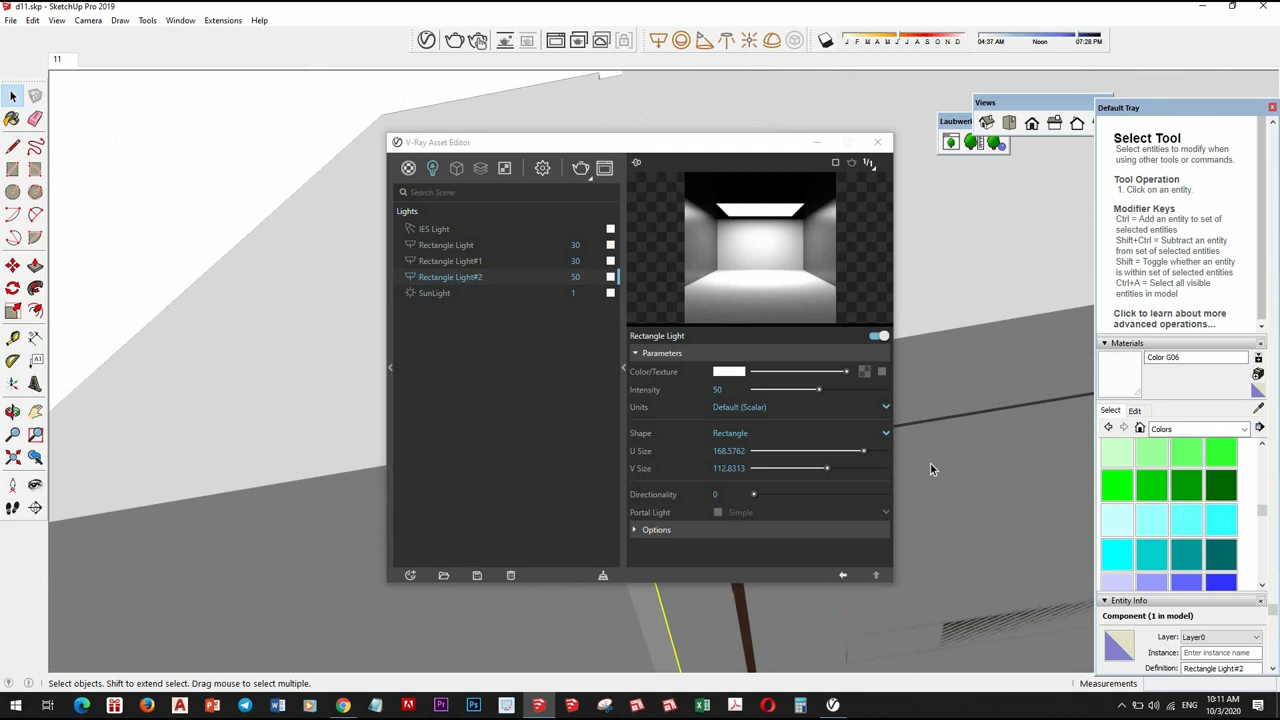 d11.skp - SketchUp Pro 2019
File Edit View Camera Draw Tools Window Extensions Help
J F M A M J J A S O N D
04:37 AM Noon 07:28 PM
11
Views
Laubwerk
V-Ray Asset Editor
Search Scene
Lights
IES Light
Rectangle Light 30
Rectangle Light#1 30
Rectangle Light#2 50
SunLight 1
1/1
Rectangle Light
Parameters
Color/Texture
Intensity 50
Units Default (Scalar)
Shape Rectangle
U Size 168.5762
V Size 112.8313
Directionality 0
Portal Light Simple
Options
Default Tray
Select Tool
Select entities to modify when
using other tools or commands.
Tool Operation
1. Click on an entity.
Modifier Keys
Ctrl = Add an entity to set of
selected entities
Shift+Ctrl = Subtract an entity
from set of selected entities
Shift = Toggle whether an entity
is within set of selected entities
Ctrl+A = Select all visible
entities in model
Click to learn about more
advanced operations...
Materials
Color G06
Select Edit
Colors
Entity Info
Component (1 in model)
Layer: Layer0
Instance: Enter instance name
Definition: Rectangle Light#2
Select objects. Shift to extend select. Drag mouse to select multiple.
Measurements
10:11 AM
10/3/2020